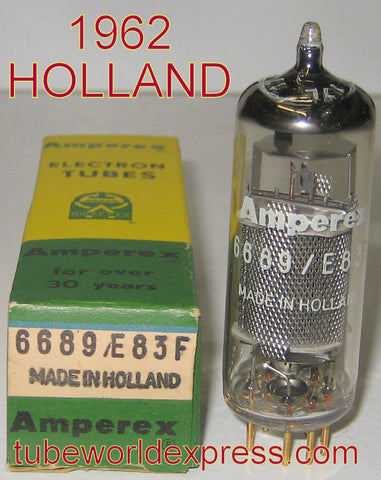 1962
HOLLAND
Amperex
ELECTRON
TUBES
AMPEREX
Amperex
for over
30 years
6689/E83F
MADE IN HOLLAND
Amperex®
Amperex
6689/E83F
MADE IN HOLLAND
tubeworldexpress.com